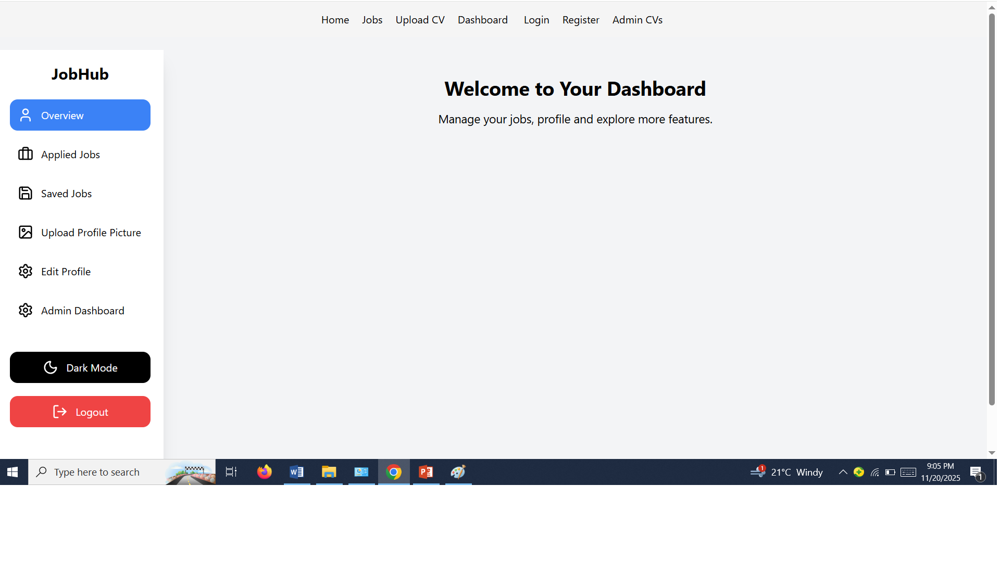 Home Jobs Upload CV Dashboard Login Register Admin CVs
JobHub
Overview
Applied Jobs
Saved Jobs
Upload Profile Picture
Edit Profile
Admin Dashboard
Dark Mode
Logout
Welcome to Your Dashboard
Manage your jobs, profile and explore more features.
Type here to search
1
21°C Windy
9:05 PM
11/20/2025
1